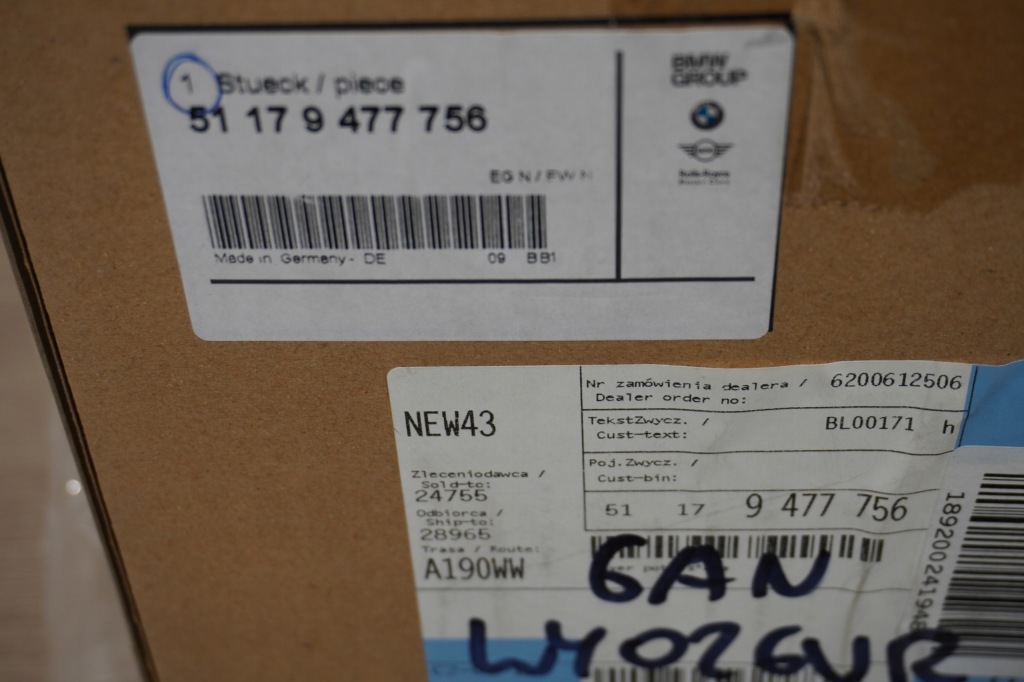 1 Stueck / piece
51 17 9 477 756
EG N / EW N
Made in Germany - DE 09 BB1
BMW
GROUP
NEW43
Zleceniodawca /
Sold-to:
24755
Odbiorca /
Ship-to:
28965
Trasa / Route:
A190WW
Nr zamówienia dealera / 6200612506
Dealer order no:
TekstZwycz. / BL00171 h
Cust-text:
Poj.Zwycz. /
Cust-bin:
51 17 9 477 756
GAN
WY026VR